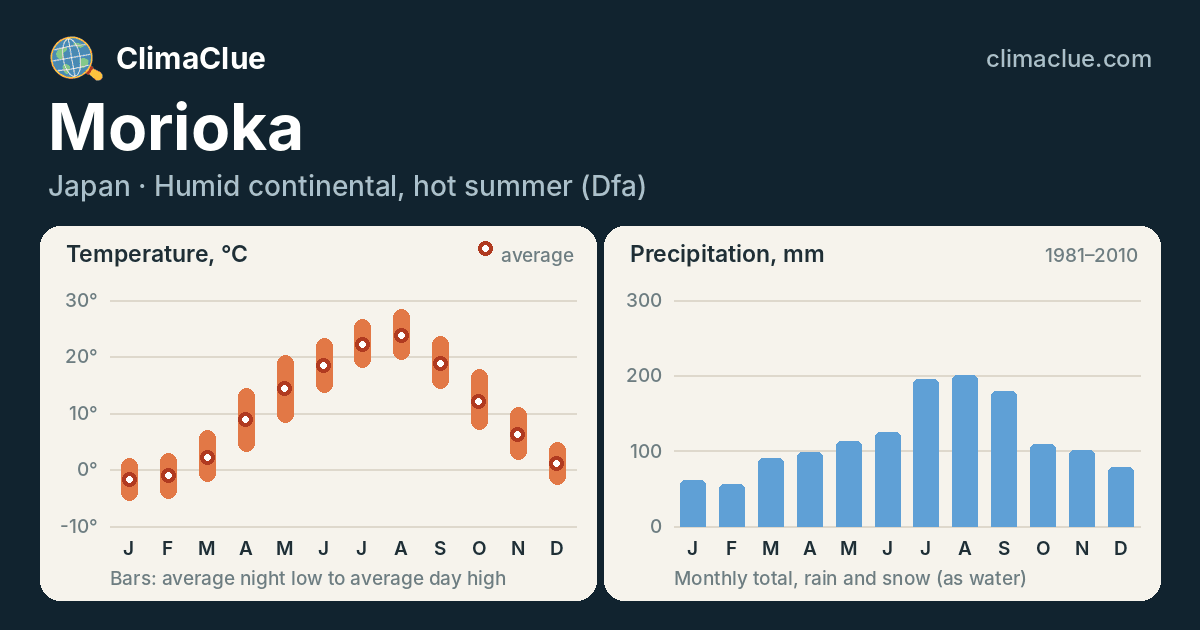 ClimaClue
climaclue.com
Morioka
Japan · Humid continental, hot summer (Dfa)
Temperature, °C
average
30°
20°
10°
0°
-10°
J F M A M J J A S O N D
Bars: average night low to average day high
Precipitation, mm
1981–2010
300
200
100
0
J F M A M J J A S O N D
Monthly total, rain and snow (as water)